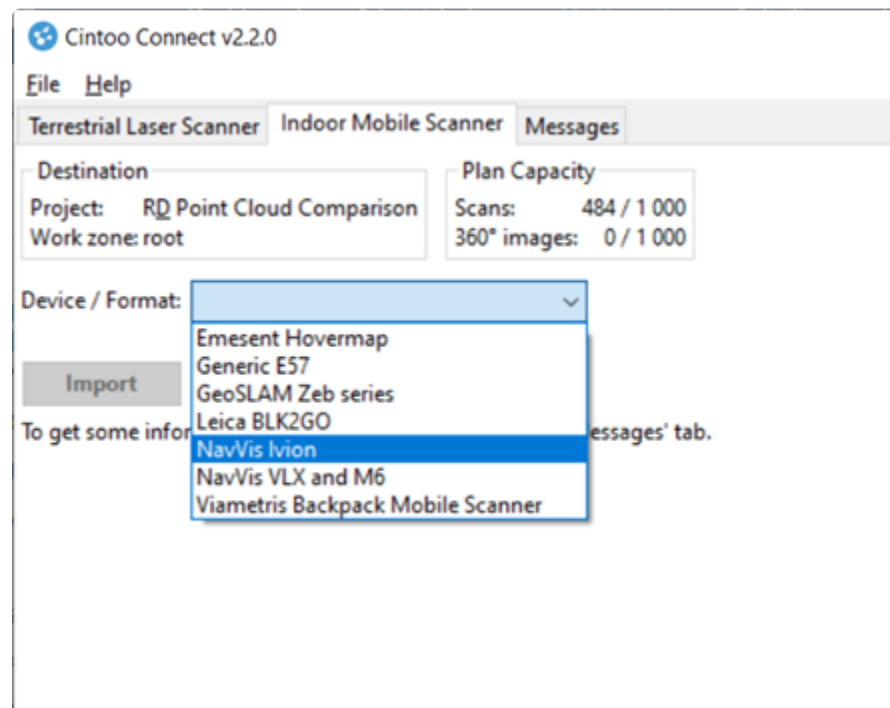 Cintoo Connect v2.2.0
File Help
Terrestrial Laser Scanner Indoor Mobile Scanner Messages
Destination
Project: RD Point Cloud Comparison
Work zone: root
Plan Capacity
Scans: 484 / 1 000
360° images: 0 / 1 000
Device / Format:
Emesent Hovermap
Generic E57
GeoSLAM Zeb series
Leica BLK2GO
NavVis Ivion
NavVis VLX and M6
Viametris Backpack Mobile Scanner
Import
To get some infor essages' tab.